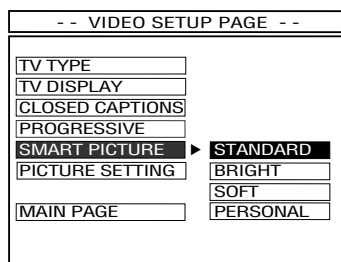 - - VIDEO SETUP PAGE - -
TV TYPE
TV DISPLAY
CLOSED CAPTIONS
PROGRESSIVE
SMART PICTURE ► STANDARD
PICTURE SETTING BRIGHT
SOFT
MAIN PAGE PERSONAL